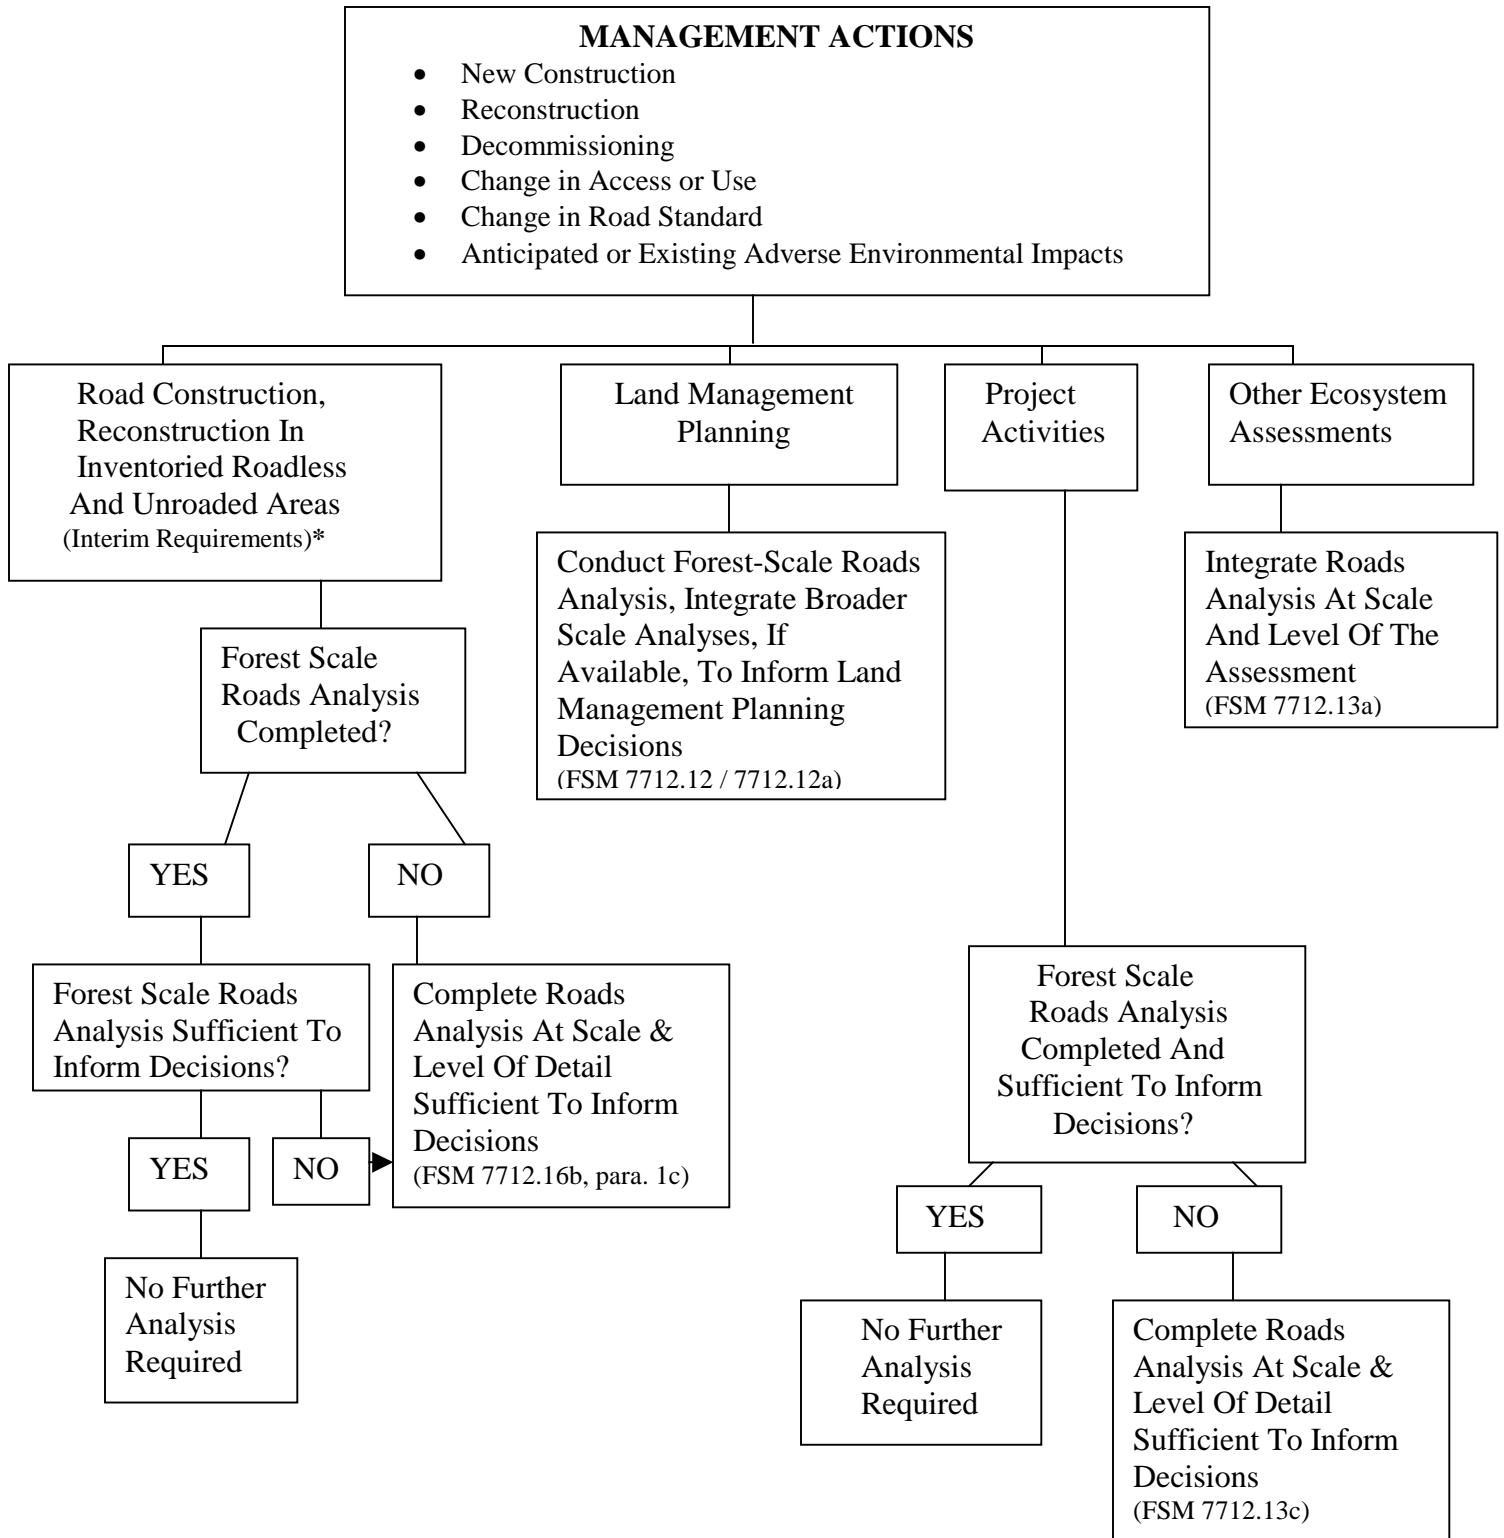 MANAGEMENT ACTIONS
• New Construction
• Reconstruction
• Decommissioning
• Change in Access or Use
• Change in Road Standard
• Anticipated or Existing Adverse Environmental Impacts
Road Construction,
Reconstruction In
Inventoried Roadless
And Unroaded Areas
(Interim Requirements)*
Land Management
Planning
Project
Activities
Other Ecosystem
Assessments
Conduct Forest-Scale Roads
Analysis, Integrate Broader
Scale Analyses, If
Available, To Inform Land
Management Planning
Decisions
(FSM 7712.12 / 7712.12a)
Integrate Roads
Analysis At Scale
And Level Of The
Assessment
(FSM 7712.13a)
Forest Scale
Roads Analysis
Completed?
YES
NO
Forest Scale Roads
Analysis Sufficient To
Inform Decisions?
Complete Roads
Analysis At Scale &
Level Of Detail
Sufficient To Inform
Decisions
(FSM 7712.16b, para. 1c)
YES
NO
No Further
Analysis
Required
Forest Scale
Roads Analysis
Completed And
Sufficient To Inform
Decisions?
YES
NO
No Further
Analysis
Required
Complete Roads
Analysis At Scale &
Level Of Detail
Sufficient To Inform
Decisions
(FSM 7712.13c)